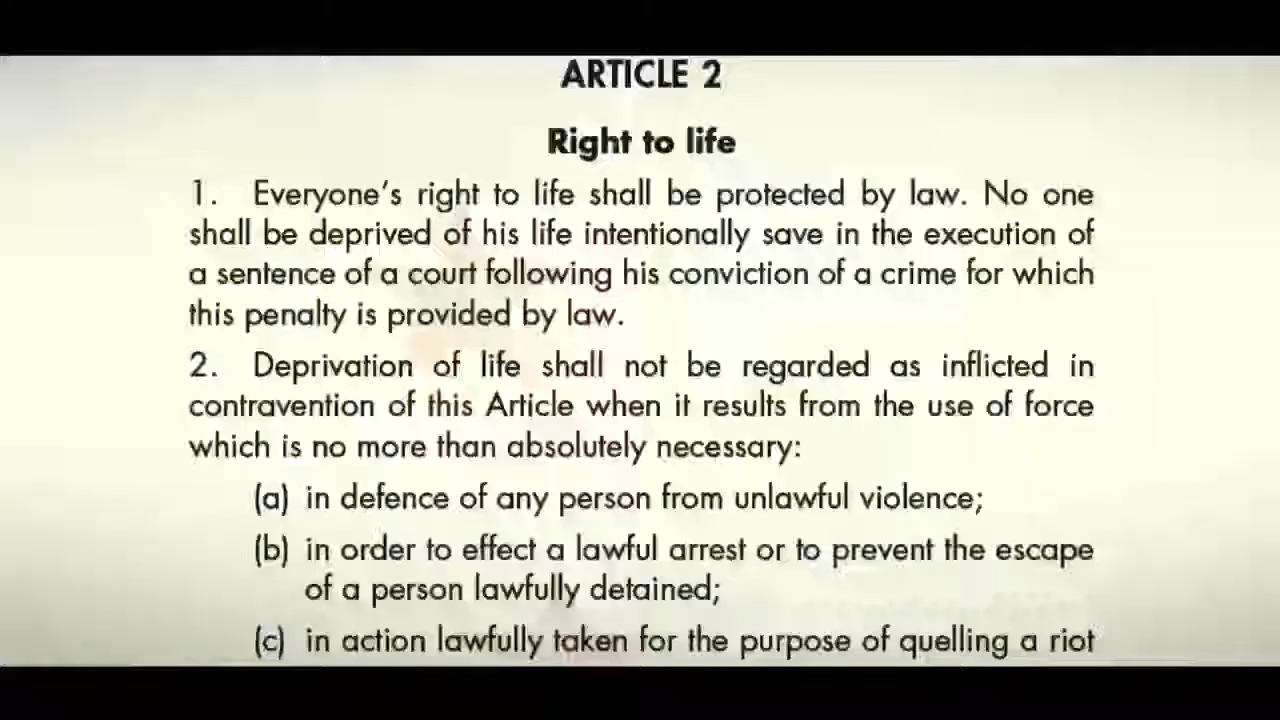 ARTICLE 2
Right to life
1. Everyone's right to life shall be protected by law. No one
shall be deprived of his life intentionally save in the execution of
a sentence of a court following his conviction of a crime for which
this penalty is provided by law.
2. Deprivation of life shall not be regarded as inflicted in
contravention of this Article when it results from the use of force
which is no more than absolutely necessary:
(a) in defence of any person from unlawful violence;
(b) in order to effect a lawful arrest or to prevent the escape
of a person lawfully detained;
(c) in action lawfully taken for the purpose of quelling a riot